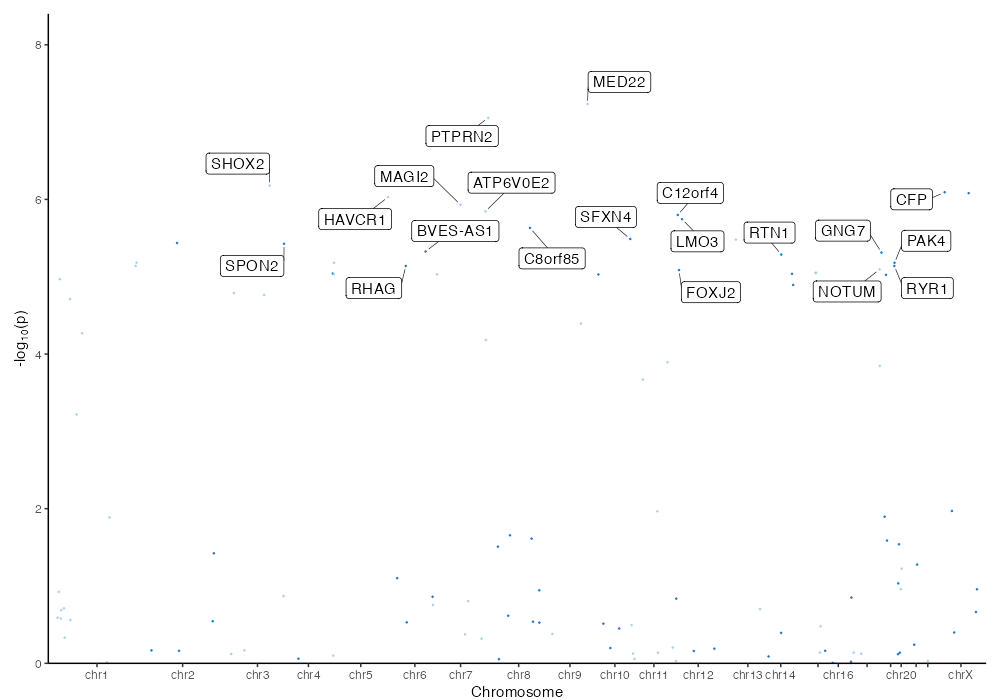 8
MED22
PTPRN2
SHOX2
MAGI2
ATP6V0E2
C12orf4
6
CFP
HAVCR1
SFXN4
BVES-AS1
RTN1
GNG7
LMO3
PAK4
SPON2
C8orf85
RHAG
FOXJ2
NOTUM
RYR1
-log10(p)
4
2
0
chr1 chr2 chr3 chr4 chr5 chr6 chr7 chr8 chr9 chr10 chr11 chr12 chr13 chr14 chr16 chr20 chrX
Chromosome